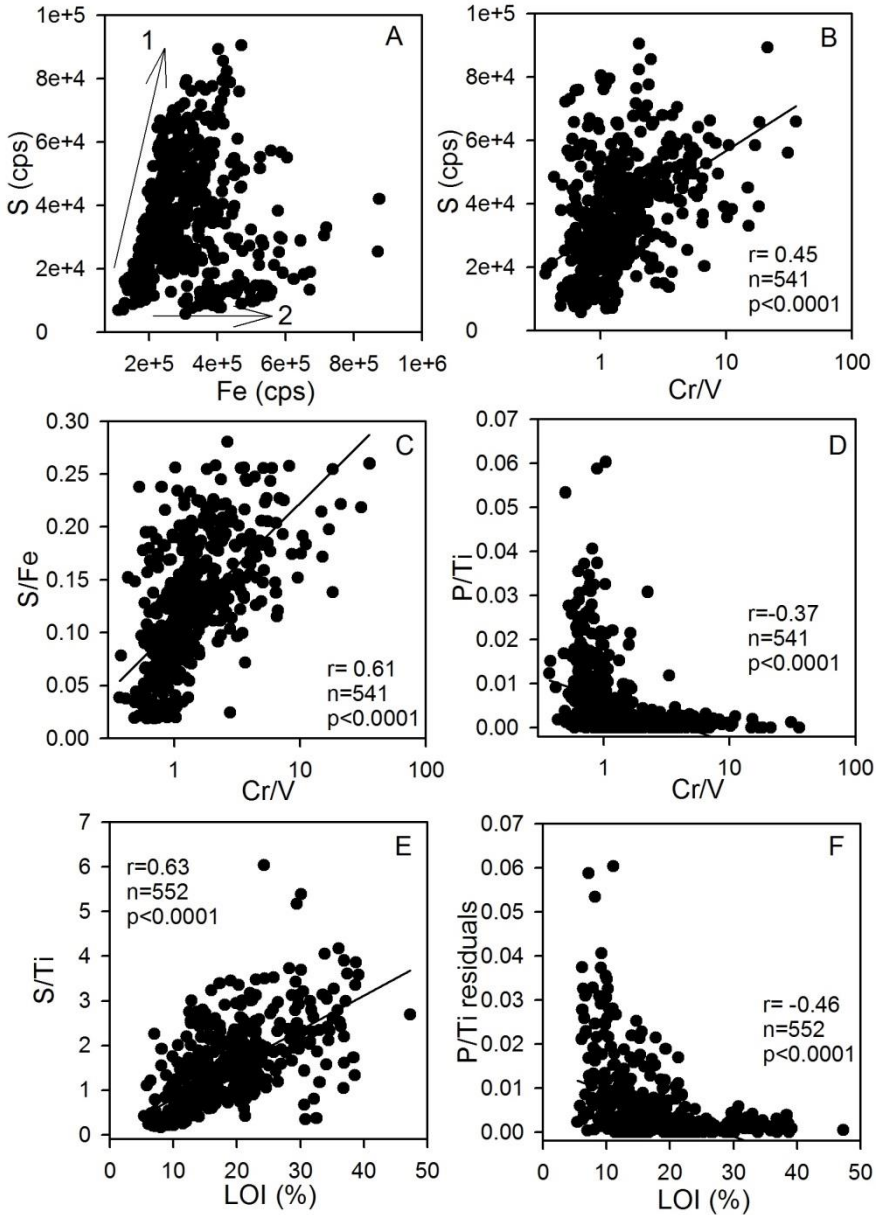 A
1
2
S (cps)
1e+5
8e+4
6e+4
4e+4
2e+4
0
2e+5 4e+5 6e+5 8e+5 1e+6
Fe (cps)
B
S (cps)
1e+5
8e+4
6e+4
4e+4
2e+4
0
r= 0.45
n=541
p<0.0001
1 10 100
Cr/V
C
S/Fe
0.30
0.25
0.20
0.15
0.10
0.05
0.00
r= 0.61
n=541
p<0.0001
1 10 100
Cr/V
D
P/Ti
0.07
0.06
0.05
0.04
0.03
0.02
0.01
0.00
r=-0.37
n=541
p<0.0001
1 10 100
Cr/V
E
S/Ti
7
6
5
4
3
2
1
0
r=0.63
n=552
p<0.0001
0 10 20 30 40 50
LOI (%)
F
P/Ti residuals
0.07
0.06
0.05
0.04
0.03
0.02
0.01
0.00
r= -0.46
n=552
p<0.0001
0 10 20 30 40 50
LOI (%)